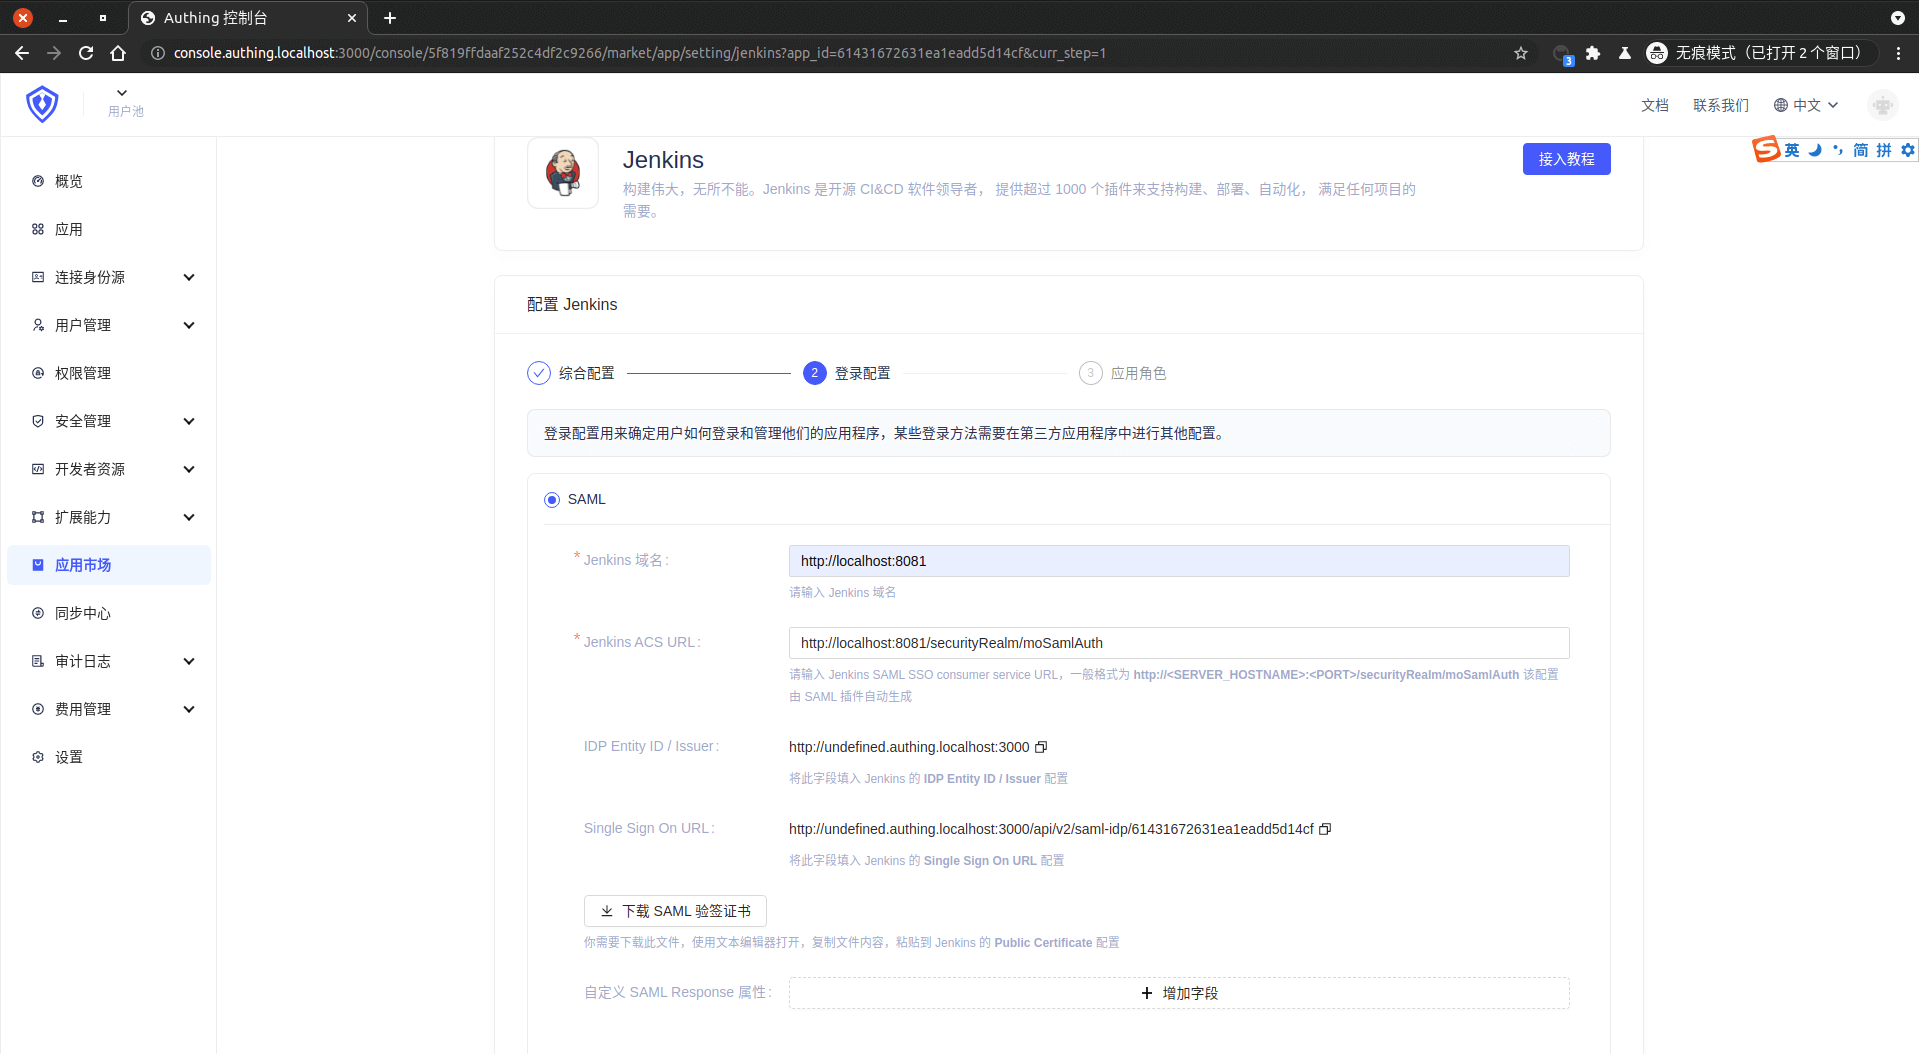 Authing 控制台
console.authing.localhost:3000/console/5f819ffdaaf252c4df2c9266/market/app/setting/jenkins?app_id=61431672631ea1eadd5d14cf&curr_step=1
3
无痕模式（已打开 2 个窗口）
用户池
文档
联系我们
中文
英 简 拼
概览
应用
连接身份源
用户管理
权限管理
安全管理
开发者资源
扩展能力
应用市场
同步中心
审计日志
费用管理
设置
Jenkins
接入教程
构建伟大，无所不能。Jenkins 是开源 CI&CD 软件领导者， 提供超过 1000 个插件来支持构建、部署、自动化， 满足任何项目的
需要。
配置 Jenkins
综合配置
2 登录配置
3 应用角色
登录配置用来确定用户如何登录和管理他们的应用程序，某些登录方法需要在第三方应用程序中进行其他配置。
SAML
* Jenkins 域名 :
http://localhost:8081
请输入 Jenkins 域名
* Jenkins ACS URL :
http://localhost:8081/securityRealm/moSamlAuth
请输入 Jenkins SAML SSO consumer service URL，一般格式为 http://<SERVER_HOSTNAME>:<PORT>/securityRealm/moSamlAuth 该配置
由 SAML 插件自动生成
IDP Entity ID / Issuer :
http://undefined.authing.localhost:3000
将此字段填入 Jenkins 的 IDP Entity ID / Issuer 配置
Single Sign On URL :
http://undefined.authing.localhost:3000/api/v2/saml-idp/61431672631ea1eadd5d14cf
将此字段填入 Jenkins 的 Single Sign On URL 配置
下载 SAML 验签证书
你需要下载此文件，使用文本编辑器打开，复制文件内容，粘贴到 Jenkins 的 Public Certificate 配置
自定义 SAML Response 属性 :
+ 增加字段